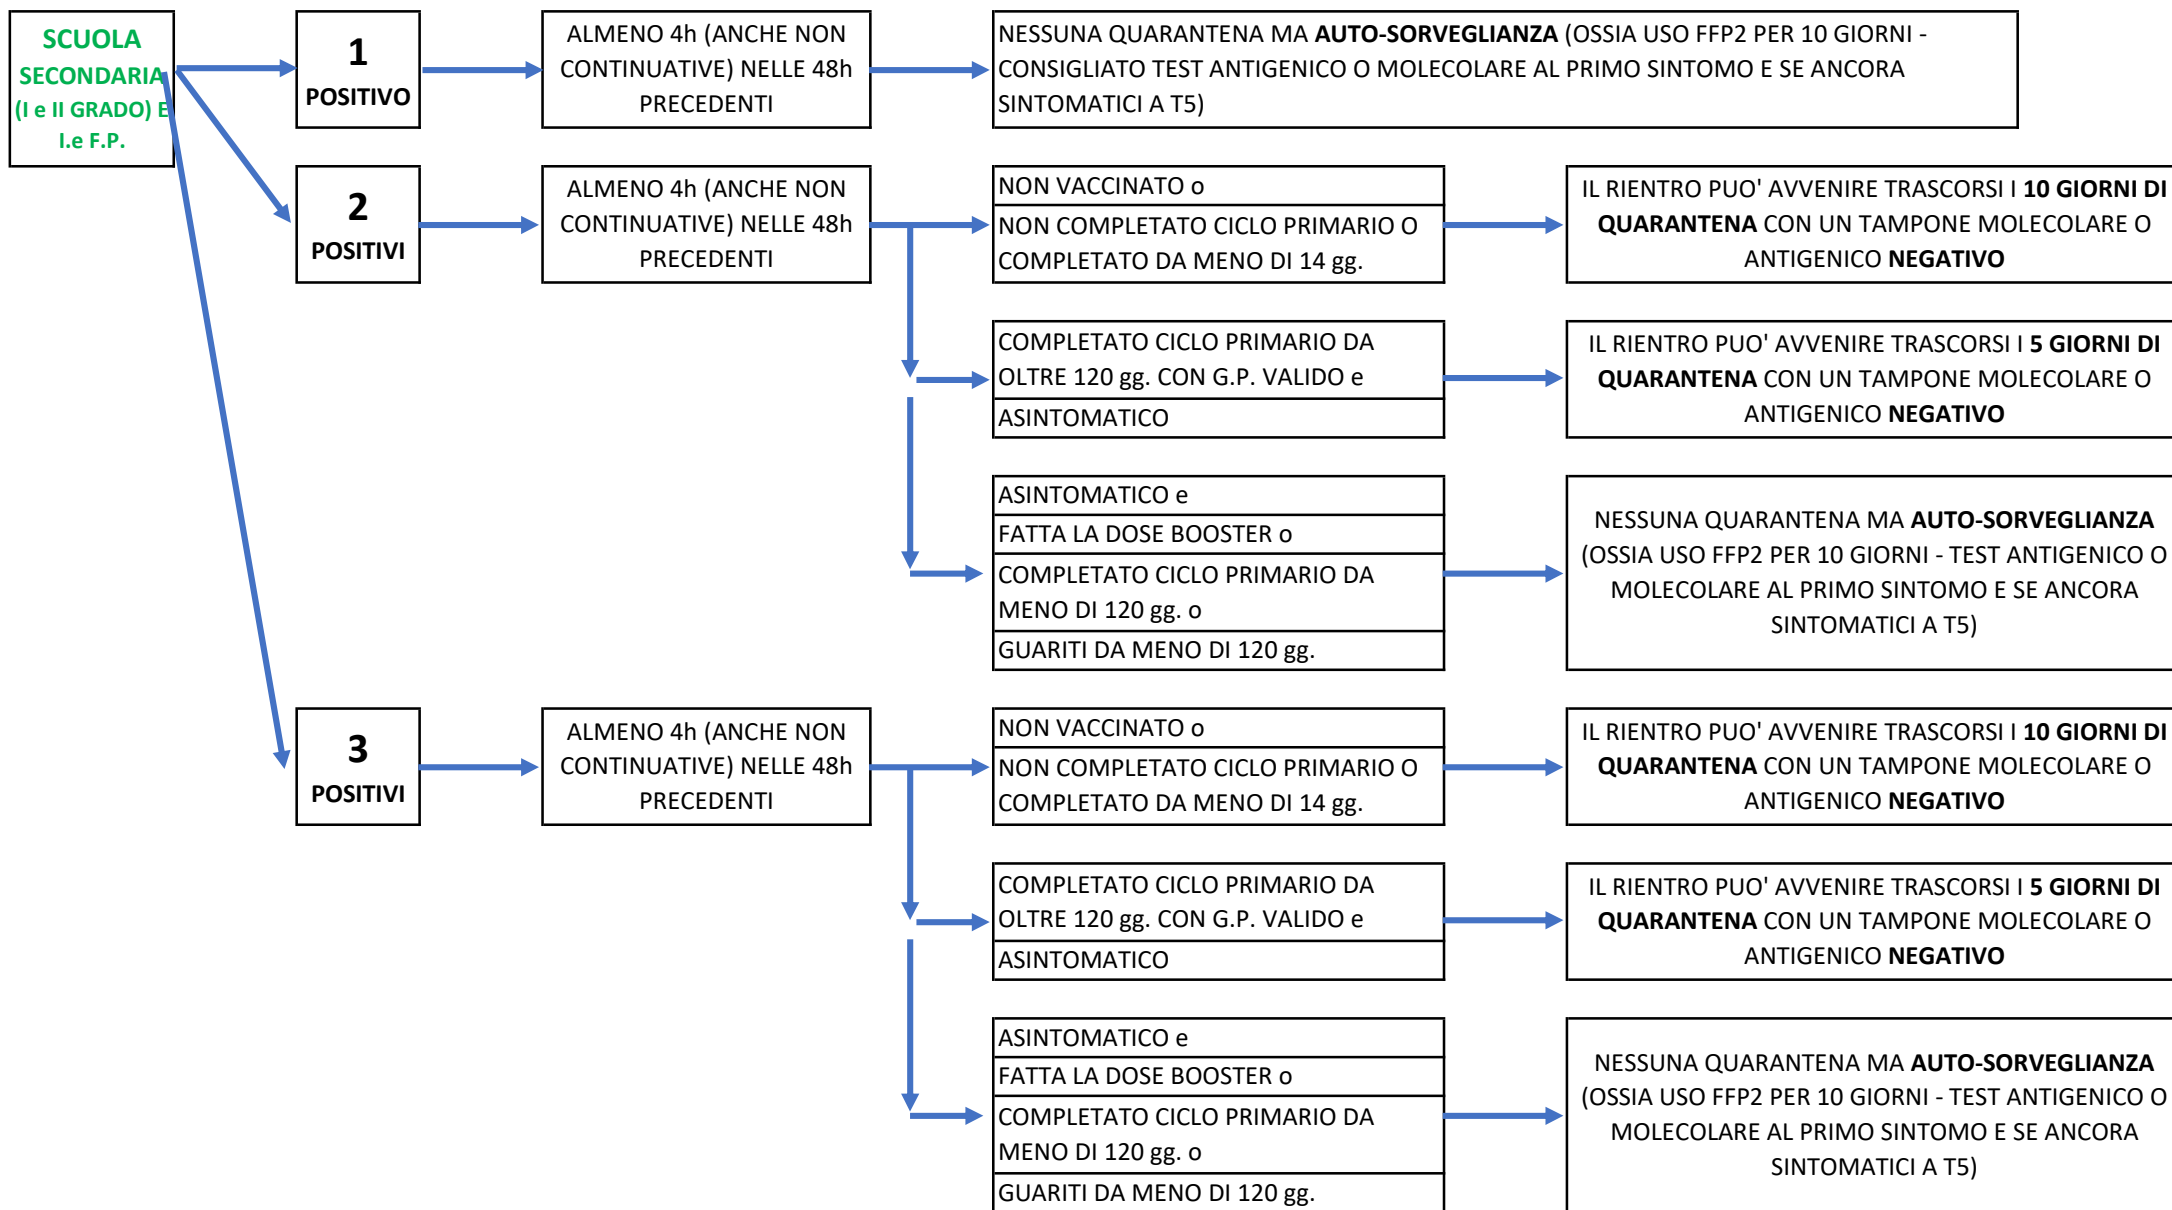 SCUOLA
SECONDARIA
(I e II GRADO) E
I.e F.P.
1
POSITIVO
ALMENO 4h (ANCHE NON
CONTINUATIVE) NELLE 48h
PRECEDENTI
NESSUNA QUARANTENA MA AUTO-SORVEGLIANZA (OSSIA USO FFP2 PER 10 GIORNI -
CONSIGLIATO TEST ANTIGENICO O MOLECOLARE AL PRIMO SINTOMO E SE ANCORA
SINTOMATICI A T5)
2
POSITIVI
ALMENO 4h (ANCHE NON
CONTINUATIVE) NELLE 48h
PRECEDENTI
NON VACCINATO o
NON COMPLETATO CICLO PRIMARIO O
COMPLETATO DA MENO DI 14 gg.
IL RIENTRO PUO' AVVENIRE TRASCORSI I 10 GIORNI DI
QUARANTENA CON UN TAMPONE MOLECOLARE O
ANTIGENICO NEGATIVO
COMPLETATO CICLO PRIMARIO DA
OLTRE 120 gg. CON G.P. VALIDO e
ASINTOMATICO
IL RIENTRO PUO' AVVENIRE TRASCORSI I 5 GIORNI DI
QUARANTENA CON UN TAMPONE MOLECOLARE O
ANTIGENICO NEGATIVO
ASINTOMATICO e
FATTA LA DOSE BOOSTER o
COMPLETATO CICLO PRIMARIO DA
MENO DI 120 gg. o
GUARITI DA MENO DI 120 gg.
NESSUNA QUARANTENA MA AUTO-SORVEGLIANZA
(OSSIA USO FFP2 PER 10 GIORNI - TEST ANTIGENICO O
MOLECOLARE AL PRIMO SINTOMO E SE ANCORA
SINTOMATICI A T5)
3
POSITIVI
ALMENO 4h (ANCHE NON
CONTINUATIVE) NELLE 48h
PRECEDENTI
NON VACCINATO o
NON COMPLETATO CICLO PRIMARIO O
COMPLETATO DA MENO DI 14 gg.
IL RIENTRO PUO' AVVENIRE TRASCORSI I 10 GIORNI DI
QUARANTENA CON UN TAMPONE MOLECOLARE O
ANTIGENICO NEGATIVO
COMPLETATO CICLO PRIMARIO DA
OLTRE 120 gg. CON G.P. VALIDO e
ASINTOMATICO
IL RIENTRO PUO' AVVENIRE TRASCORSI I 5 GIORNI DI
QUARANTENA CON UN TAMPONE MOLECOLARE O
ANTIGENICO NEGATIVO
ASINTOMATICO e
FATTA LA DOSE BOOSTER o
COMPLETATO CICLO PRIMARIO DA
MENO DI 120 gg. o
GUARITI DA MENO DI 120 gg.
NESSUNA QUARANTENA MA AUTO-SORVEGLIANZA
(OSSIA USO FFP2 PER 10 GIORNI - TEST ANTIGENICO O
MOLECOLARE AL PRIMO SINTOMO E SE ANCORA
SINTOMATICI A T5)